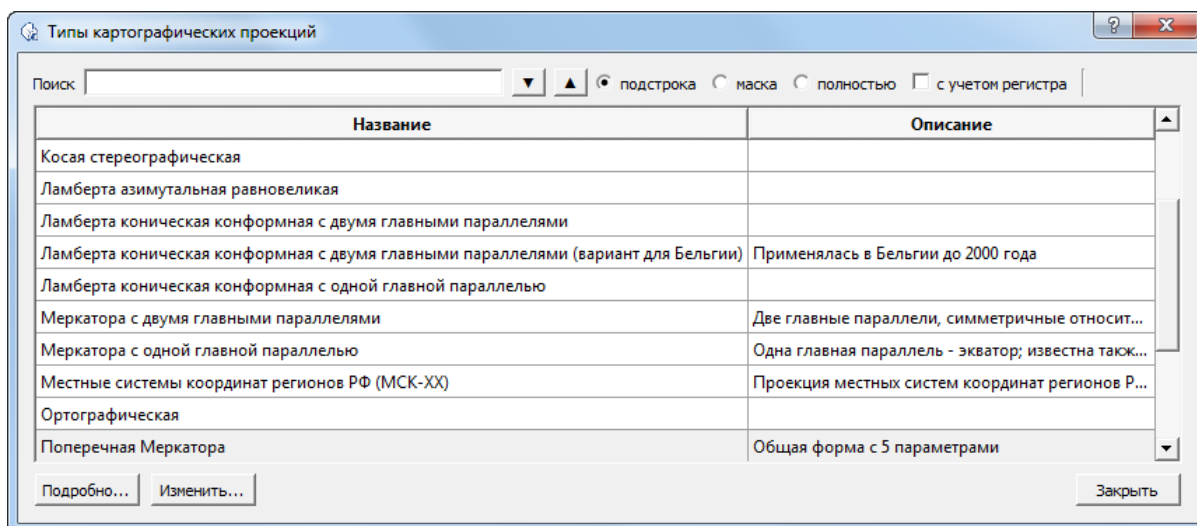 Типы картографических проекций
Поиск подстрока маска полностью с учетом регистра
Название Описание
Косая стереографическая
Ламберта азимутальная равновеликая
Ламберта коническая конформная с двумя главными параллелями
Ламберта коническая конформная с двумя главными параллелями (вариант для Бельгии) Применялась в Бельгии до 2000 года
Ламберта коническая конформная с одной главной параллелью
Меркатора с двумя главными параллелями Две главные параллели, симметричные относит...
Меркатора с одной главной параллелью Одна главная параллель - экватор; известна такж...
Местные системы координат регионов РФ (МСК-XX) Проекция местных систем координат регионов Р...
Ортографическая
Поперечная Меркатора Общая форма с 5 параметрами
Подробно... Изменить... Закрыть